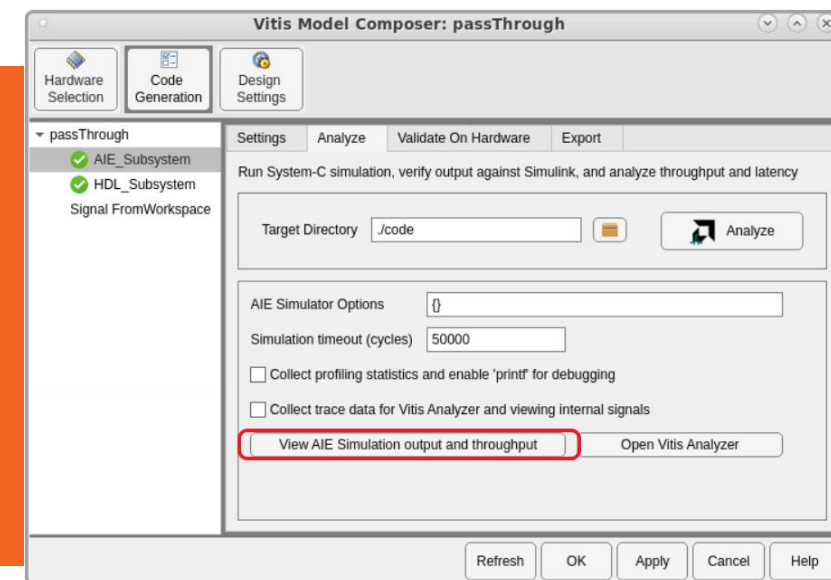 Vitis Model Composer: passThrough
Hardware Selection
Code Generation
Design Settings
passThrough
AIE_Subsystem
HDL_Subsystem
Signal FromWorkspace
Settings Analyze Validate On Hardware Export
Run System-C simulation, verify output against Simulink, and analyze throughput and latency
Target Directory ./code Analyze
AIE Simulator Options {}
Simulation timeout (cycles) 50000
Collect profiling statistics and enable 'printf' for debugging
Collect trace data for Vitis Analyzer and viewing internal signals
View AIE Simulation output and throughput Open Vitis Analyzer
Refresh OK Apply Cancel Help